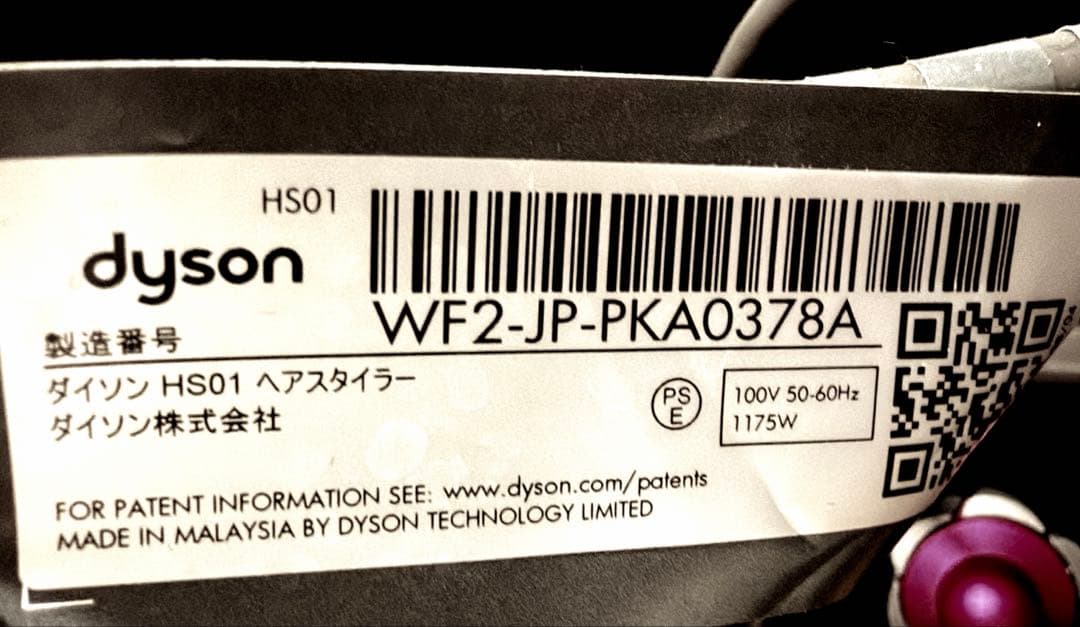 HS01
dyson
WF2-JP-PKA0378A
製造番号
ダイソン HS01 ヘアスタイラー
ダイソン株式会社
PS
E
100V 50-60Hz
1175W
FOR PATENT INFORMATION SEE: www.dyson.com/patents
MADE IN MALAYSIA BY DYSON TECHNOLOGY LIMITED